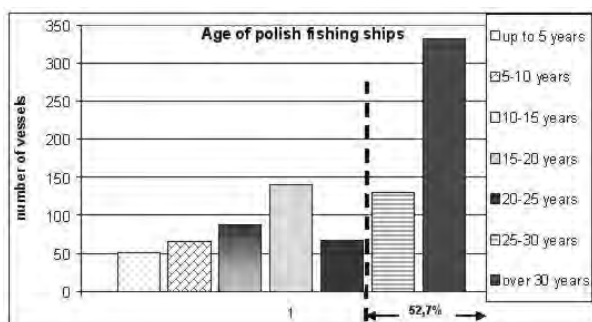 Age of polish fishing ships
number of vessels
350
300
250
200
150
100
50
0
1
52,7%
up to 5 years
5-10 years
10-15 years
15-20 years
20-25 years
25-30 years
over 30 years